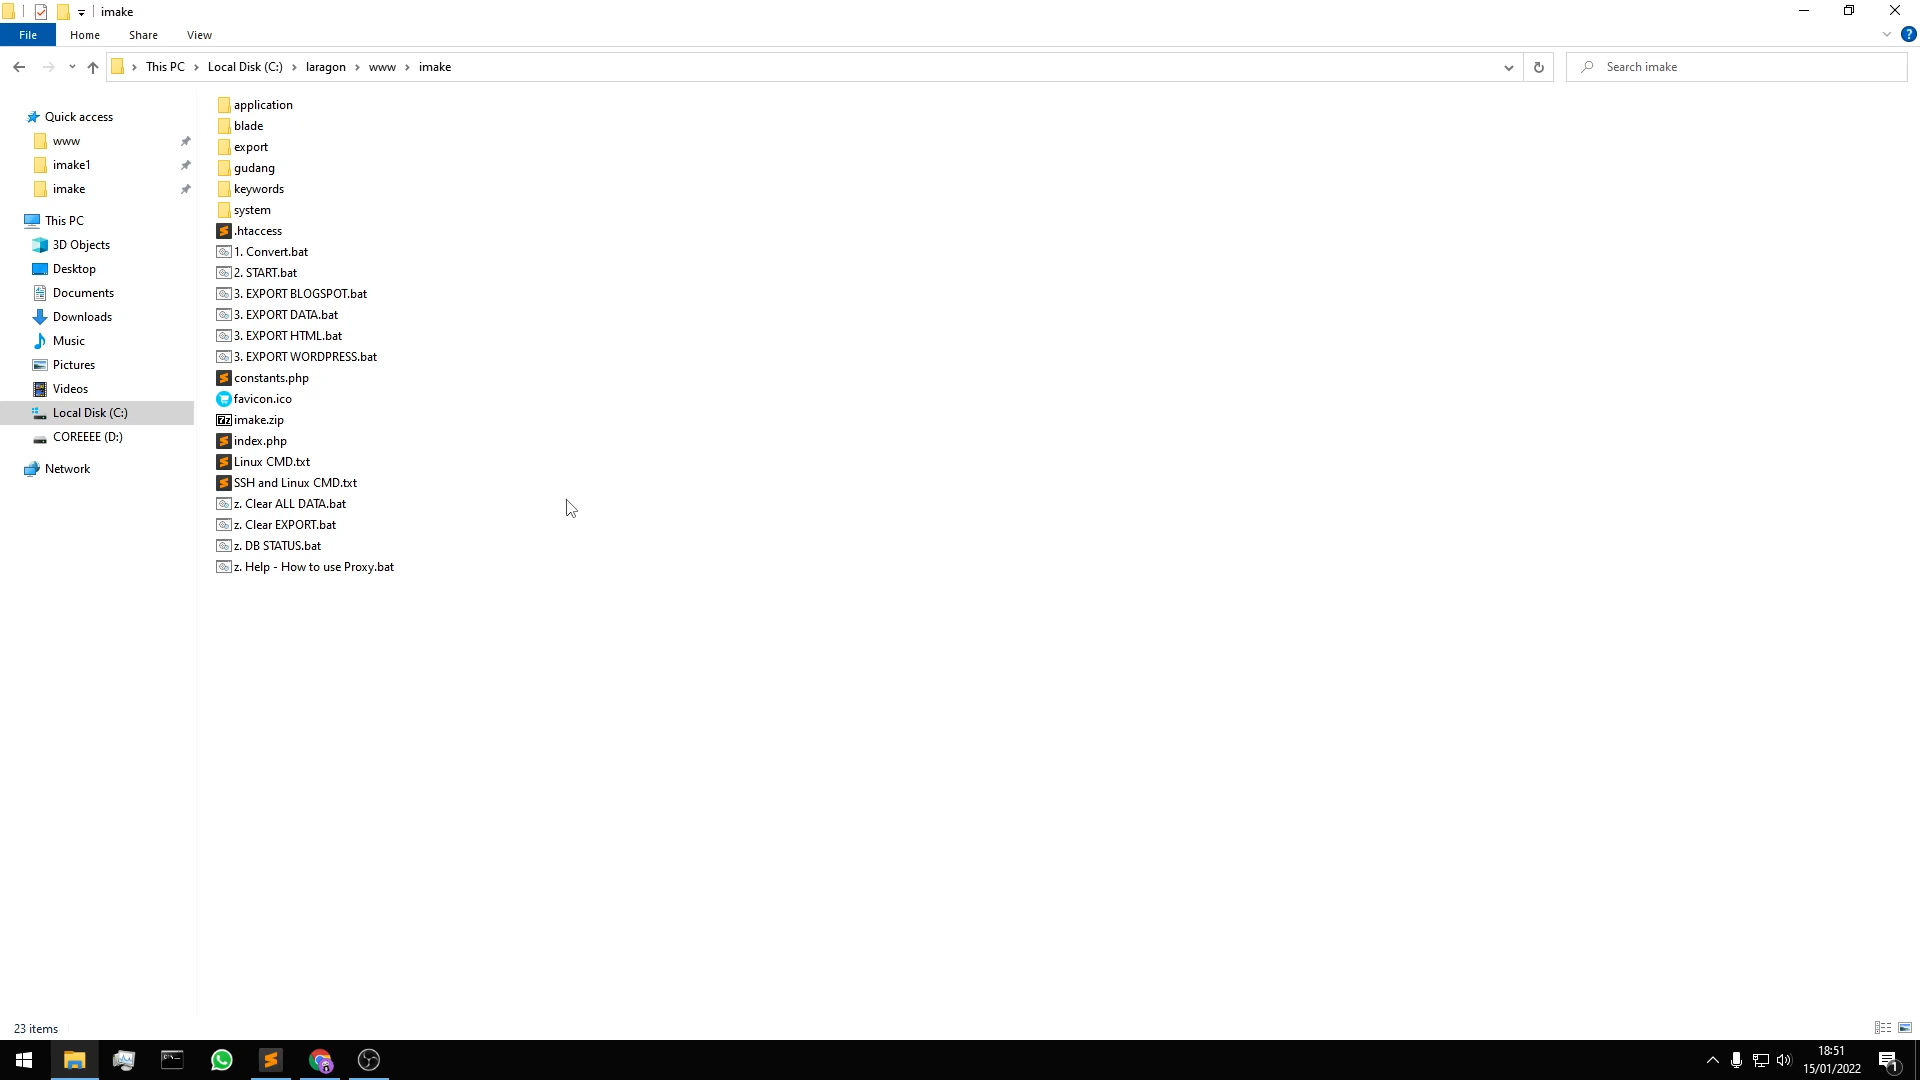 imake
File Home Share View
This PC Local Disk (C:) laragon www imake
Search imake
Quick access
www
imake1
imake
This PC
3D Objects
Desktop
Documents
Downloads
Music
Pictures
Videos
Local Disk (C:)
COREEEE (D:)
Network
application
blade
export
gudang
keywords
system
.htaccess
1. Convert.bat
2. START.bat
3. EXPORT BLOGSPOT.bat
3. EXPORT DATA.bat
3. EXPORT HTML.bat
3. EXPORT WORDPRESS.bat
constants.php
favicon.ico
imake.zip
index.php
Linux CMD.txt
SSH and Linux CMD.txt
z. Clear ALL DATA.bat
z. Clear EXPORT.bat
z. DB STATUS.bat
z. Help - How to use Proxy.bat
23 items
18:51
15/01/2022
1